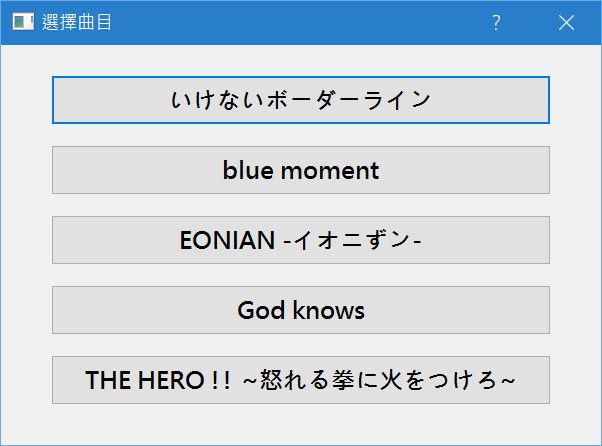 選擇曲目
いけないボーダーライン
blue moment
EONIAN -イオニずン-
God knows
THE HERO ! ! ~怒れる拳に火をつけろ~